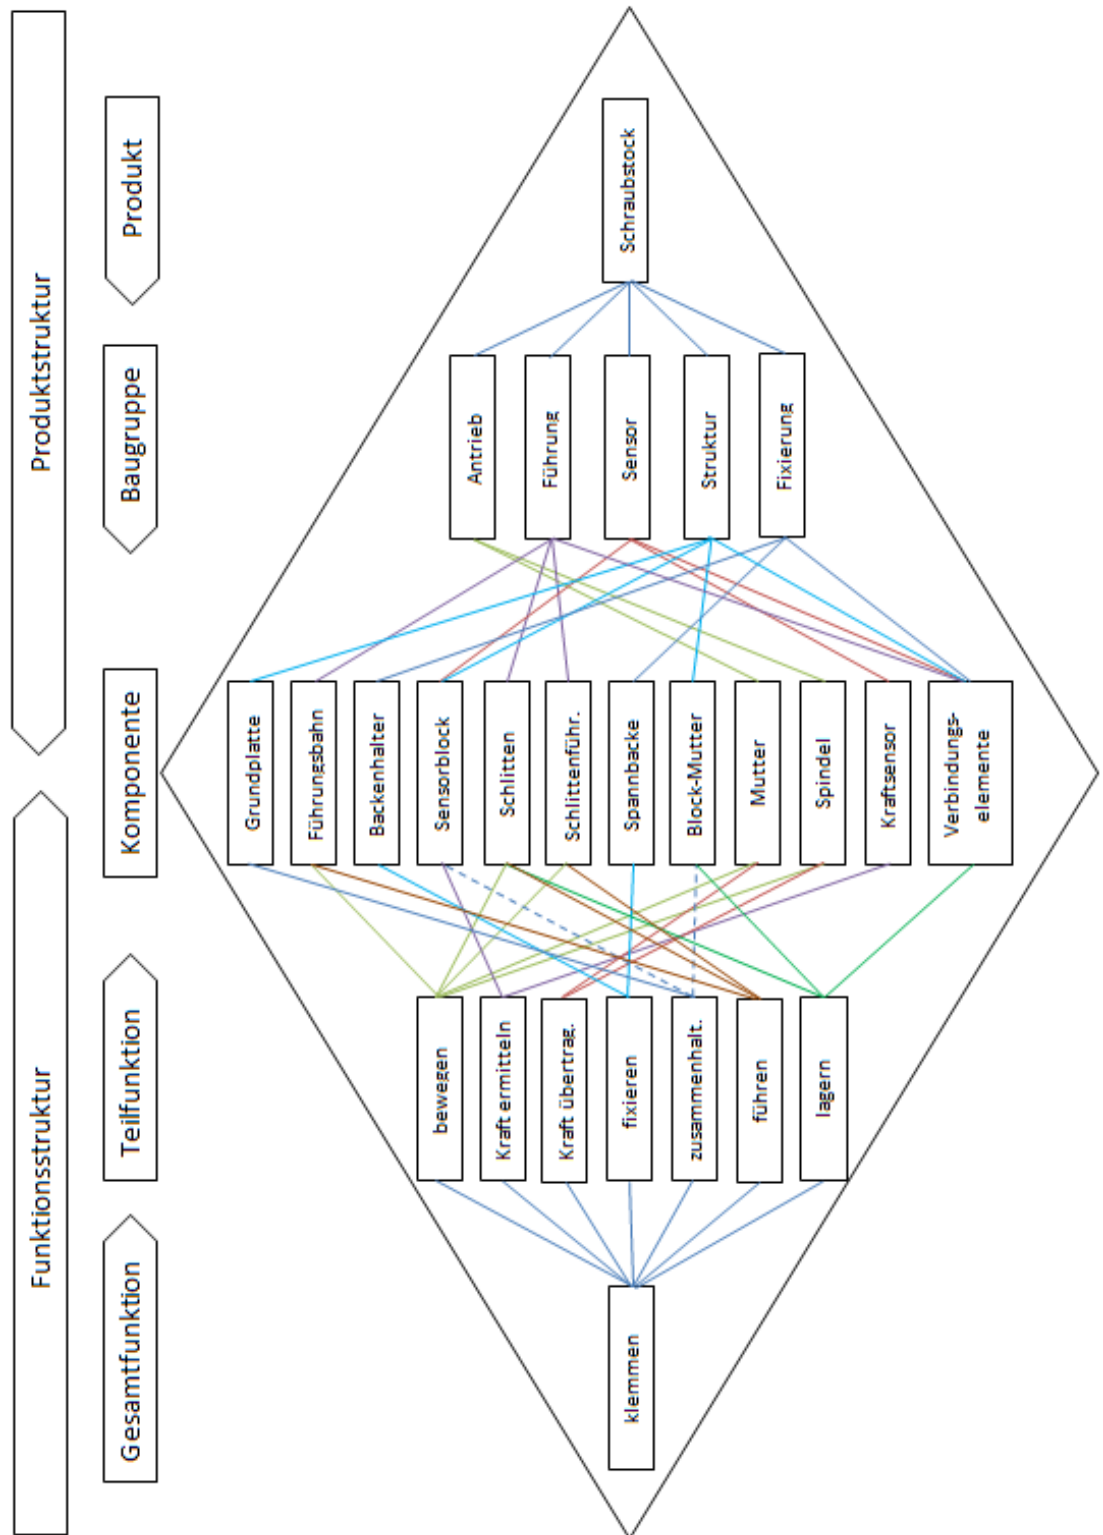 Funktionsstruktur
Produktstruktur
Gesamtfunktion
Teilfunktion
Komponente
Baugruppe
Produkt
klemmen
bewegen
Kraft ermitteln
Kraft übertrag.
fixieren
zusammenhalt.
führen
lagern
Grundplatte
Führungsbahn
Backenhalter
Sensorblock
Schlitten
Schlittenführ.
Spannbacke
Block-Mutter
Mutter
Spindel
Kraftsensor
Verbindungs-
elemente
Antrieb
Führung
Sensor
Struktur
Fixierung
Schraubstock